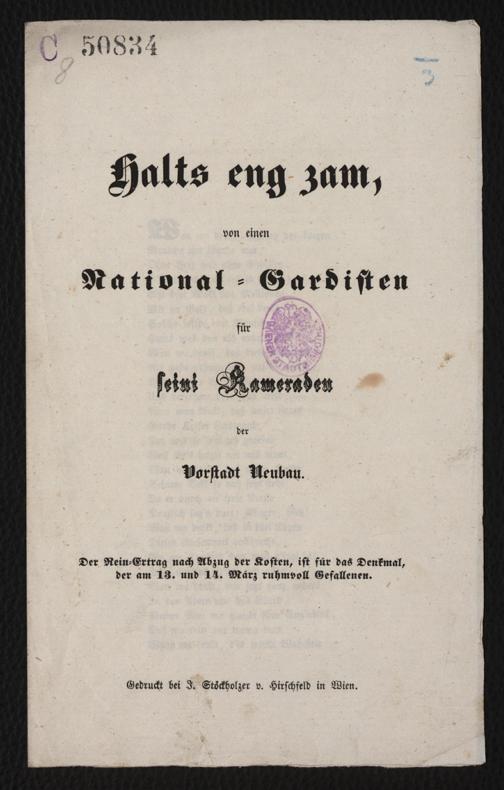 C 50834
8
3
Halts eng zam,
von einen
National-Gardisten
für
seini Kameraden
der
Vorstadt Neubau.
Der Rein-Ertrag nach Abzug der Kosten, ist für das Denkmal,
der am 13. und 14. März ruhmvoll Gefallenen.
Gedruckt bei J. Stöckholzer v. Hirschfeld in Wien.